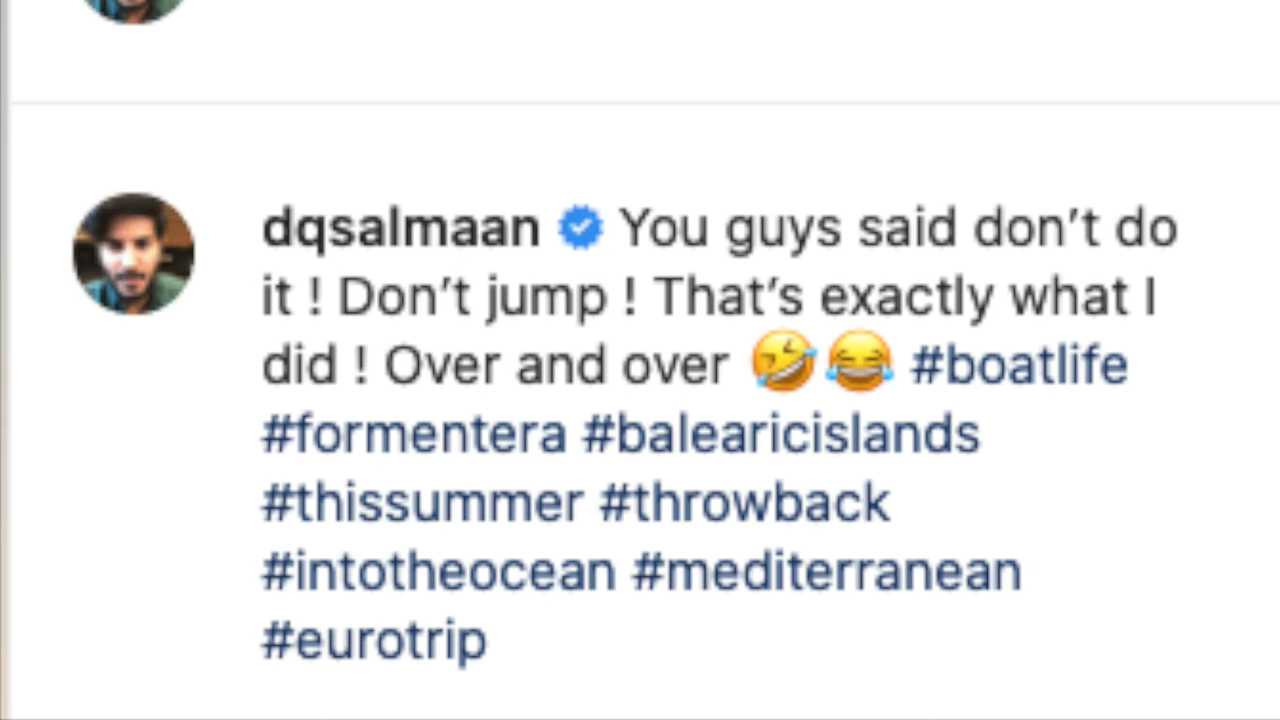 dqsalmaan You guys said don’t do
it ! Don’t jump ! That’s exactly what I
did ! Over and over 🤣😂 #boatlife
#formentera #balearicislands
#thissummer #throwback
#intotheocean #mediterranean
#eurotrip